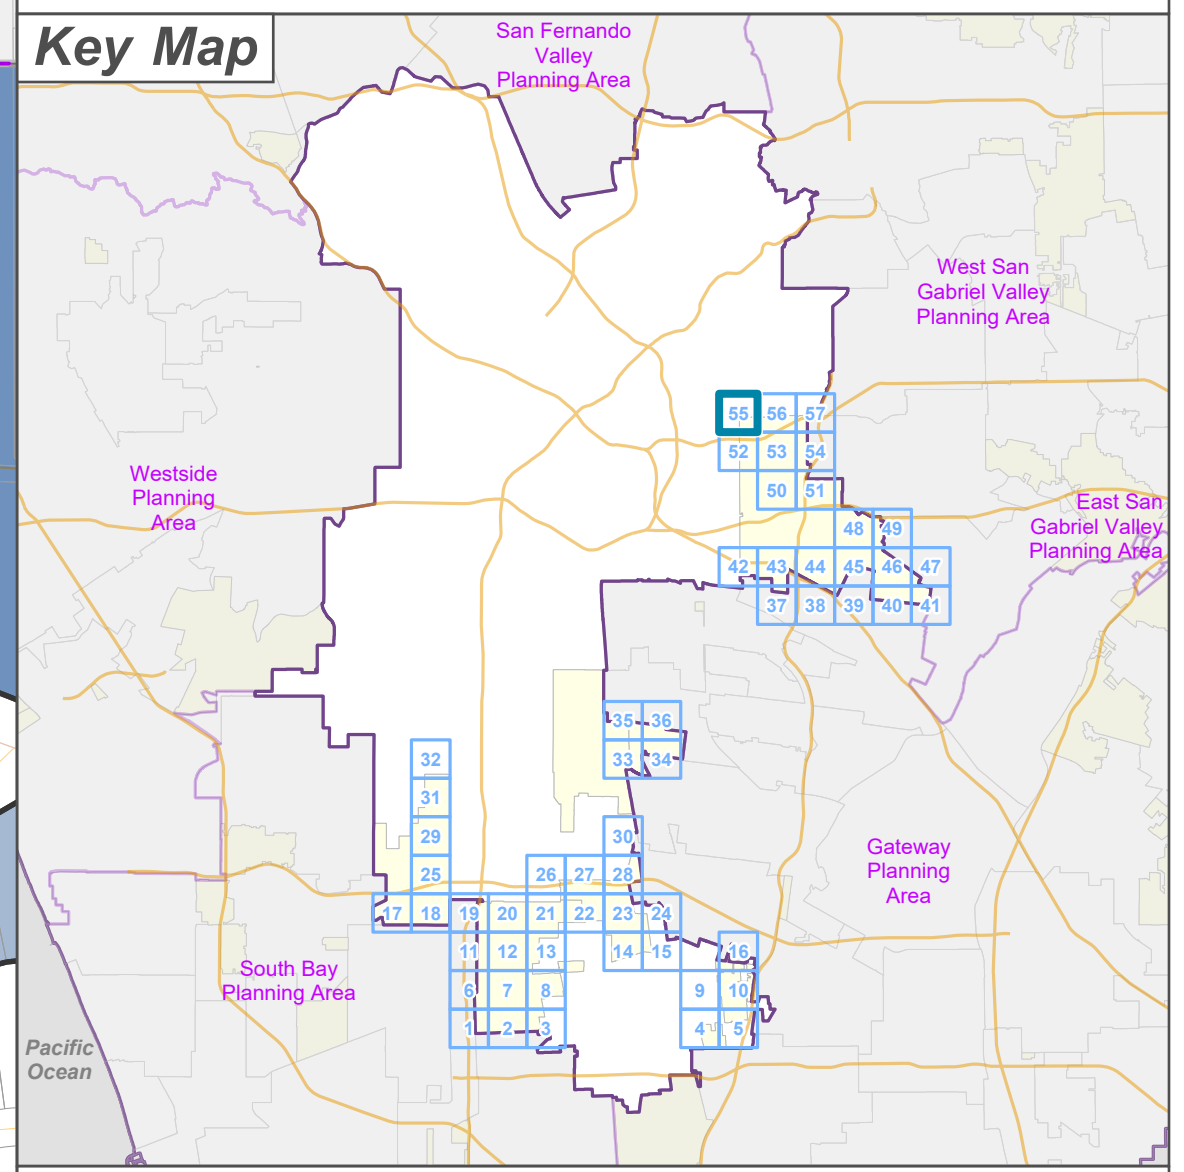 Key Map
San Fernando
Valley
Planning Area
West San
Gabriel Valley
Planning Area
55 56 57
52 53 54
Westside
Planning
Area
50 51
East San
Gabriel Valley
Planning Area
48 49
42 43 44 45 46 47
37 38 39 40 41
35 36
33 34
32
31
29
30
Gateway
Planning
Area
25
26 27 28
17 18 19 20 21 22 23 24
11 12 13
14 15
16
South Bay
Planning Area
6 7 8
9 10
1 2 3
4 5
Pacific
Ocean